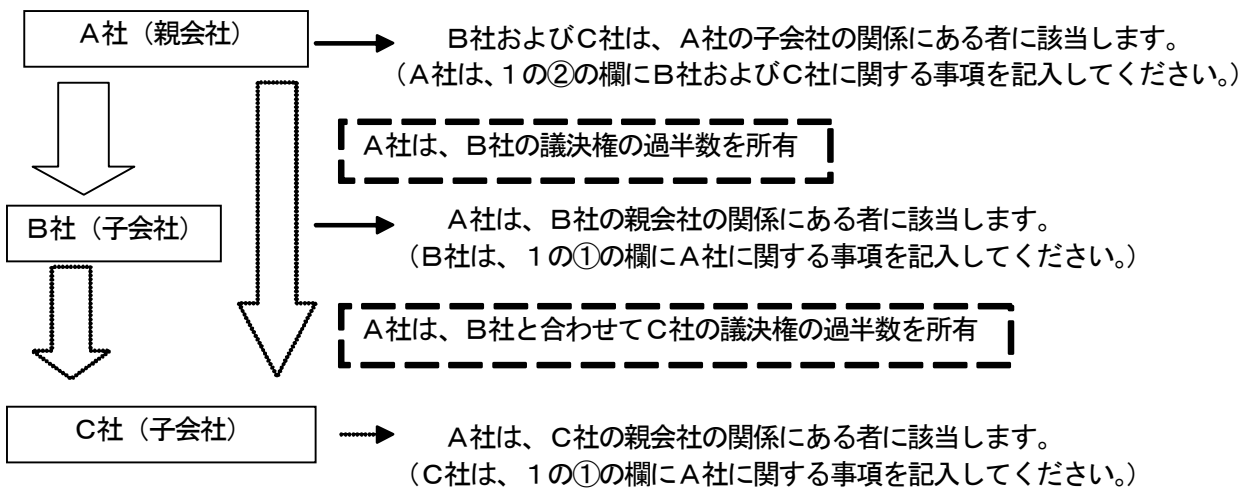 A社(親会社)
B社およびC社は、A社の子会社の関係にある者に該当します。
(A社は、1の②の欄にB社およびC社に関する事項を記入してください。)
A社は、B社の議決権の過半数を所有
B社(子会社)
A社は、B社の親会社の関係にある者に該当します。
(B社は、1の①の欄にA社に関する事項を記入してください。)
A社は、B社と合わせてC社の議決権の過半数を所有
C社(子会社)
A社は、C社の親会社の関係にある者に該当します。
(C社は、1の①の欄にA社に関する事項を記入してください。)